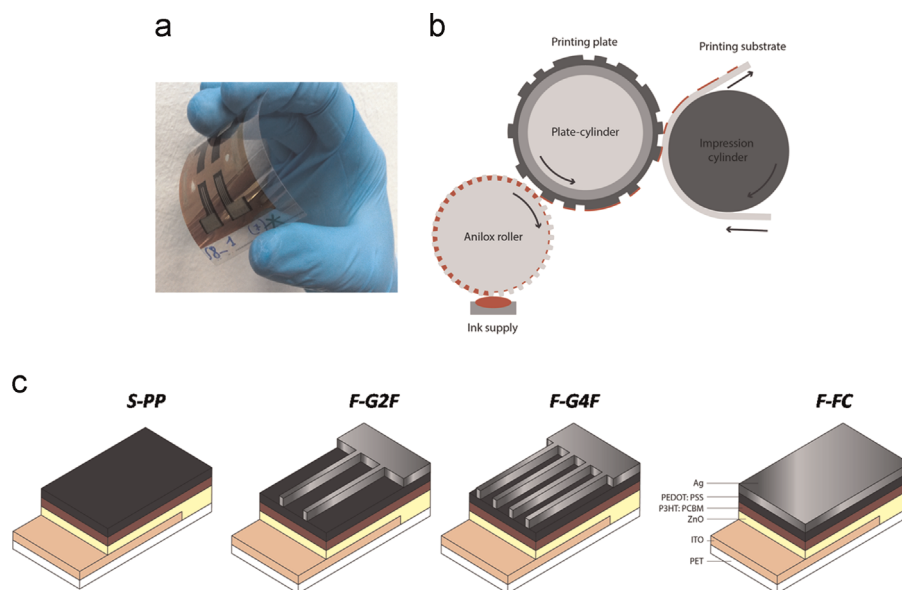 a
b
Printing plate
Printing substrate
Plate-cylinder
Impression
cylinder
Anilox roller
Ink supply
c
S-PP
F-G2F
F-G4F
F-FC
Ag
PEDOT: PSS
P3HT: PCBM
ZnO
ITO
PET